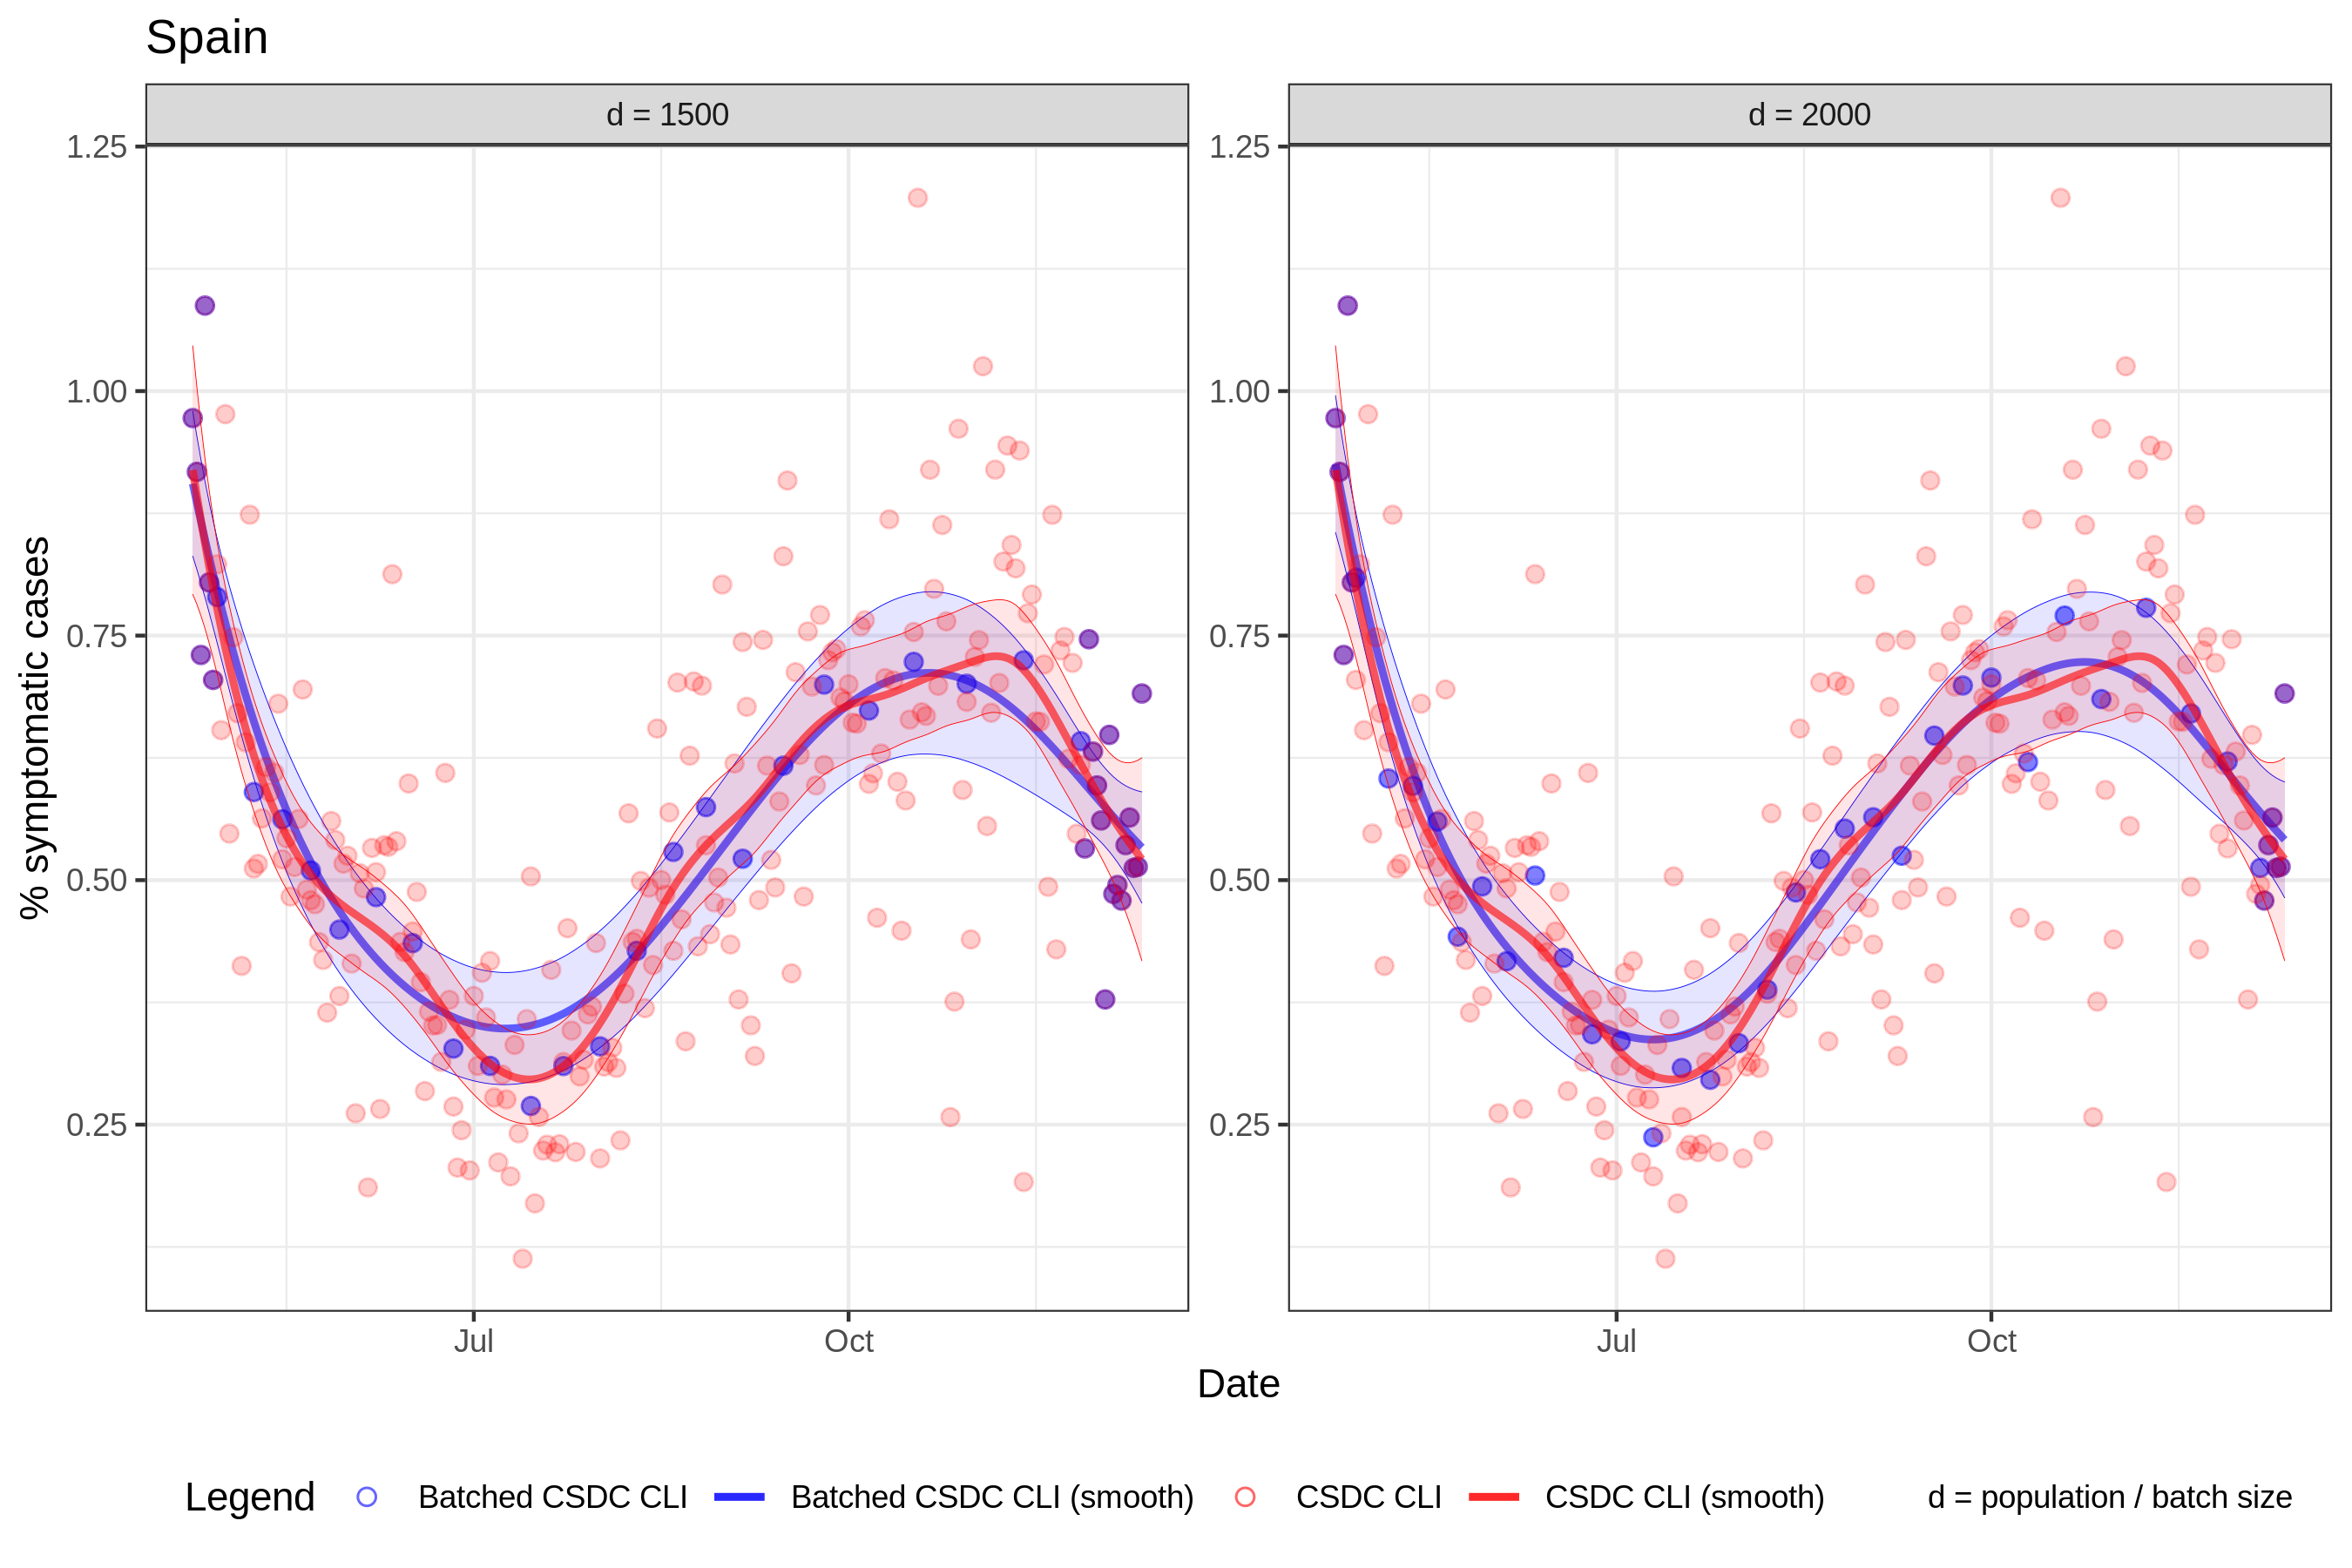 Spain
d = 1500
d = 2000
% symptomatic cases
1.25
1.00
0.75
0.50
0.25
1.25
1.00
0.75
0.50
0.25
Jul
Oct
Jul
Oct
Date
Legend
Batched CSDC CLI
Batched CSDC CLI (smooth)
CSDC CLI
CSDC CLI (smooth)
d = population / batch size